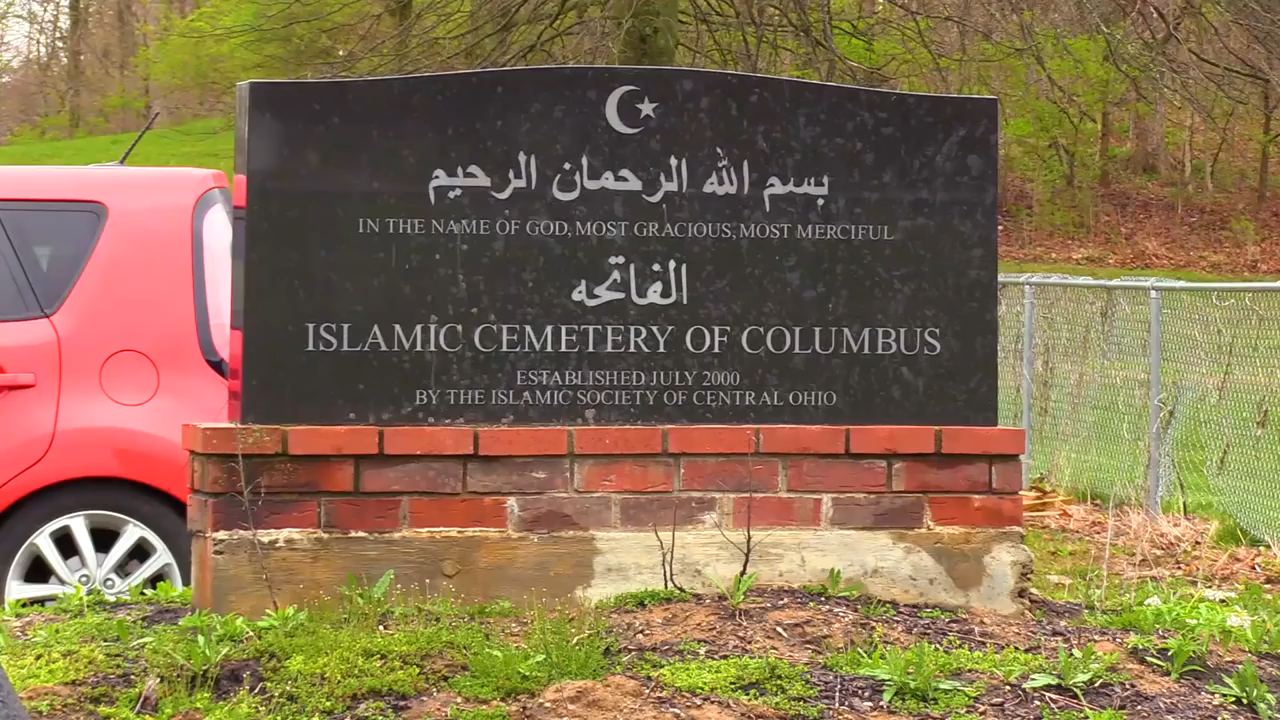 بسم الله الرحمان الرحيم
IN THE NAME OF GOD, MOST GRACIOUS, MOST MERCIFUL
الفاتحه
ISLAMIC CEMETERY OF COLUMBUS
ESTABLISHED JULY 2000
BY THE ISLAMIC SOCIETY OF CENTRAL OHIO